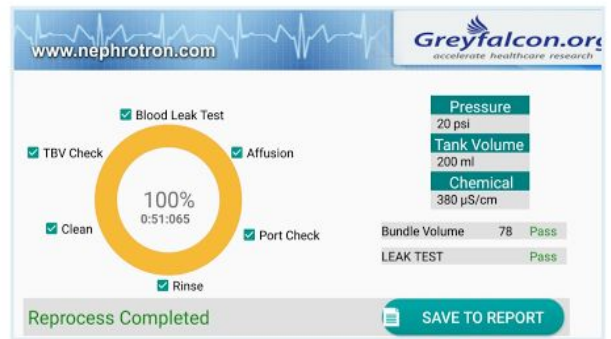 www.nephrotron.com
Greyfalcon.org
accelerate healthcare research
Blood Leak Test
TBV Check
Affusion
100%
0:51:065
Clean
Port Check
Rinse
Pressure
20 psi
Tank Volume
200 ml
Chemical
380 µS/cm
Bundle Volume 78 Pass
LEAK TEST Pass
Reprocess Completed
SAVE TO REPORT